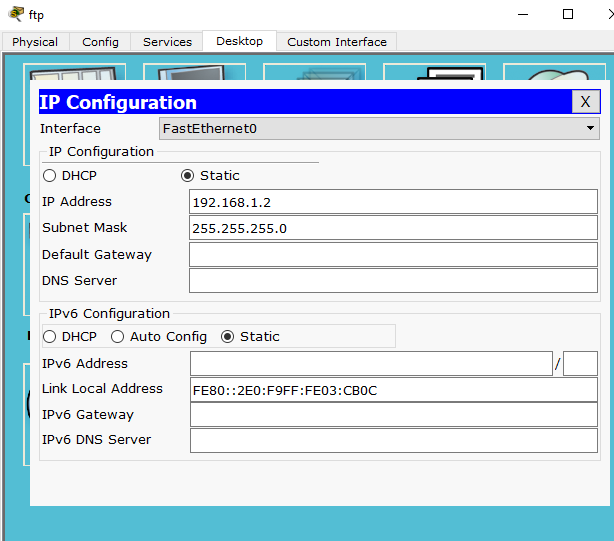 ftp
Physical Config Services Desktop Custom Interface
IP Configuration X
Interface FastEthernet0
IP Configuration
DHCP Static
IP Address 192.168.1.2
Subnet Mask 255.255.255.0
Default Gateway
DNS Server
IPv6 Configuration
DHCP Auto Config Static
IPv6 Address /
Link Local Address FE80::2E0:F9FF:FE03:CB0C
IPv6 Gateway
IPv6 DNS Server